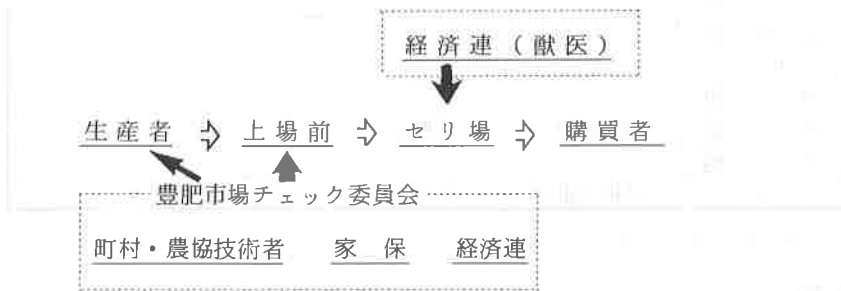 経済連（獣医）
生産者 ⇨ 上場前 ⇨ セリ場 ⇨ 購買者
豊肥市場チェック委員会
町村・農協技術者 家保 経済連